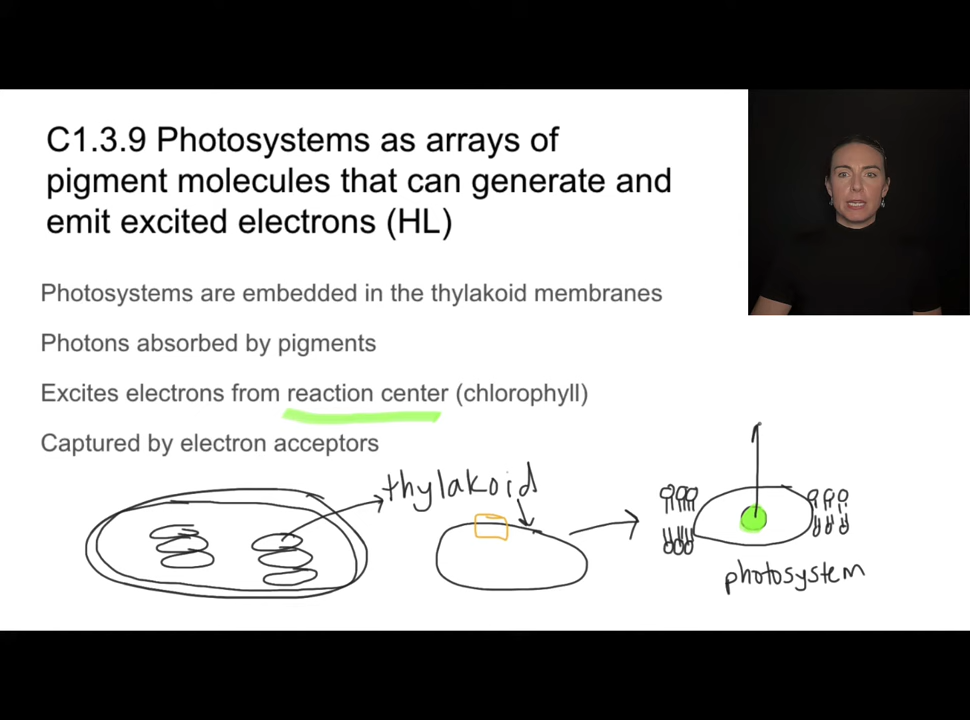 C1.3.9 Photosystems as arrays of
pigment molecules that can generate and
emit excited electrons (HL)
Photosystems are embedded in the thylakoid membranes
Photons absorbed by pigments
Excites electrons from reaction center (chlorophyll)
Captured by electron acceptors
thylakoid
photosystem